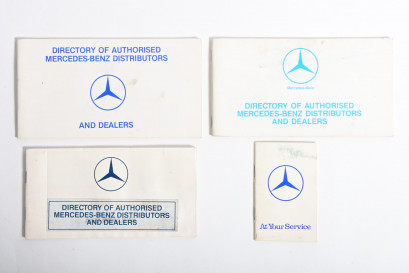 DIRECTORY OF AUTHORISED
MERCEDES-BENZ DISTRIBUTORS
AND DEALERS
Mercedes-Benz
DIRECTORY OF AUTHORISED
MERCEDES-BENZ DISTRIBUTORS
AND DEALERS
DIRECTORY OF AUTHORISED
MERCEDES-BENZ DISTRIBUTORS
AND DEALERS
At Your Service